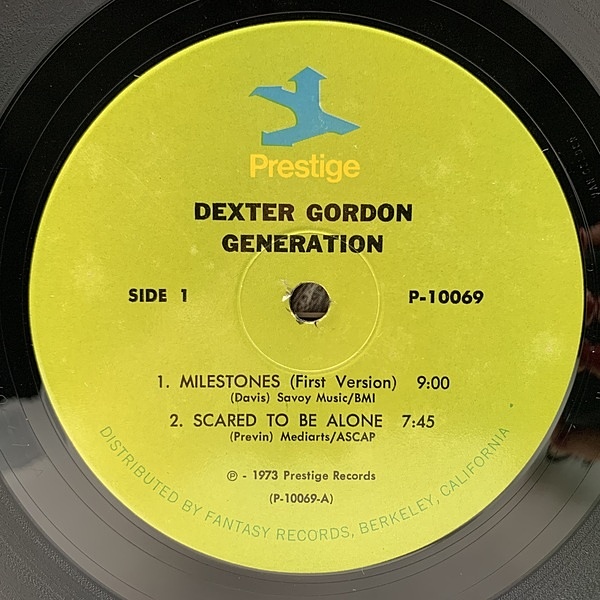 Prestige
DEXTER GORDON
GENERATION
SIDE 1
P-10069
1. MILESTONES (First Version) 9:00
(Davis) Savoy Music/BMI
2. SCARED TO BE ALONE 7:45
(Previn) Mediarts/ASCAP
℗ - 1973 Prestige Records
(P-10069-A)
DISTRIBUTED BY FANTASY RECORDS, BERKELEY, CALIFORNIA